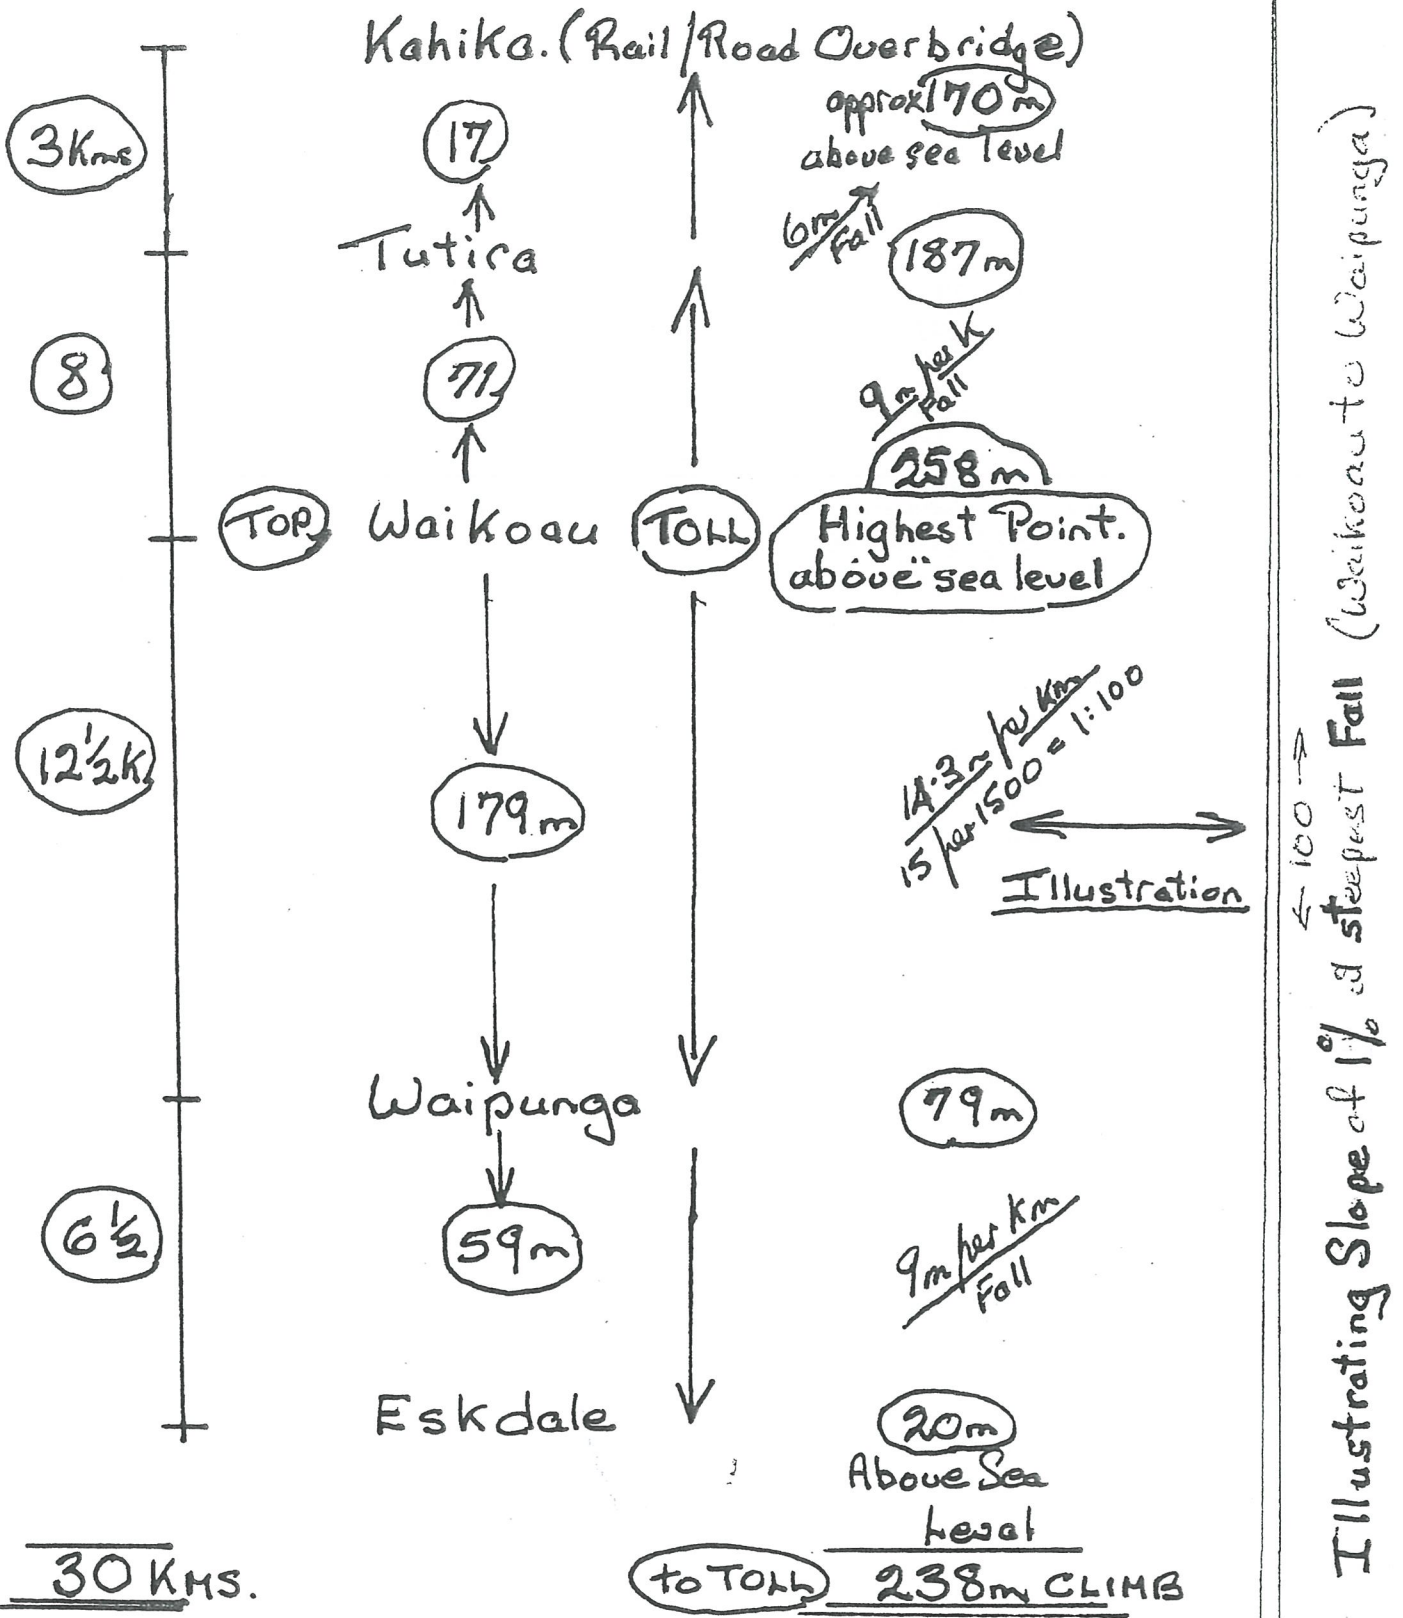 Kahika. (Rail/Road Overbridge)
3Kms
17
approx 170m
above sea level
6m
Fall
Tutira
187m
8
71
9m per K
Fall
258m
TOP
Waikoau
TOLL
Highest Point.
above sea level
12½K
179m
14.3m per Km
15 per 1500 = 1:100
Illustration
Waipunga
79m
6½
59m
9m per Km
Fall
Eskdale
20m
Above Sea
Level
30 KMS.
to TOLL
238m CLIMB
← 100 →
Illustrating Slope of 1% at steepest Fall (Waikoau to Waipunga)